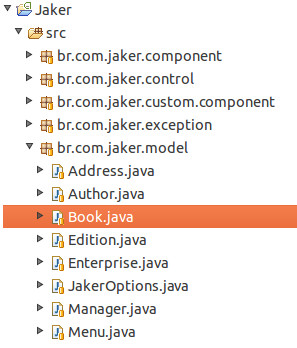 Jaker
src
br.com.jaker.component
br.com.jaker.control
br.com.jaker.custom.component
br.com.jaker.exception
br.com.jaker.model
Address.java
Author.java
Book.java
Edition.java
Enterprise.java
JakerOptions.java
Manager.java
Menu.java